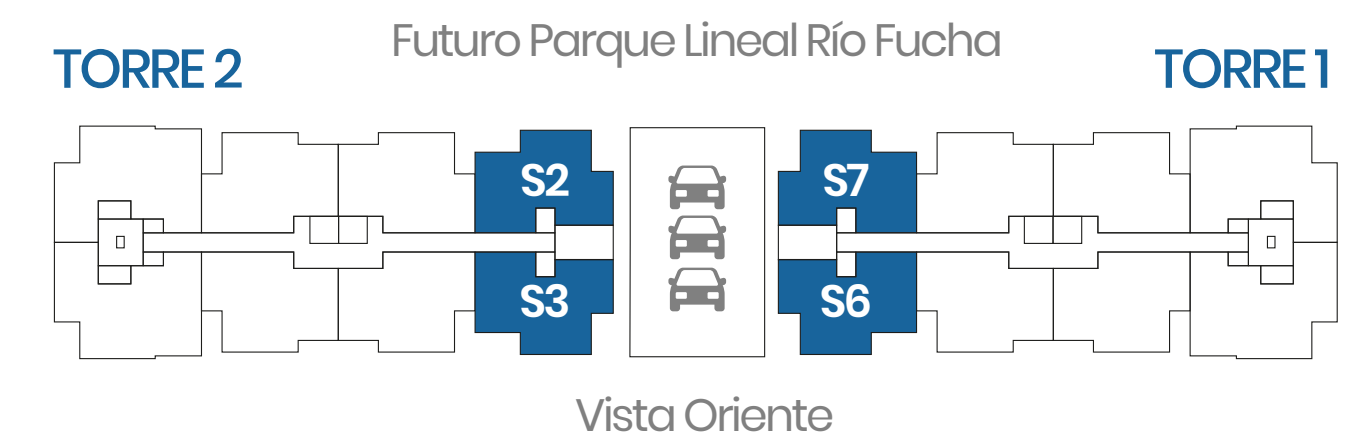 Futuro Parque Lineal Río Fucha
TORRE 2
TORRE 1
S2
S7
S3
S6
Vista Oriente